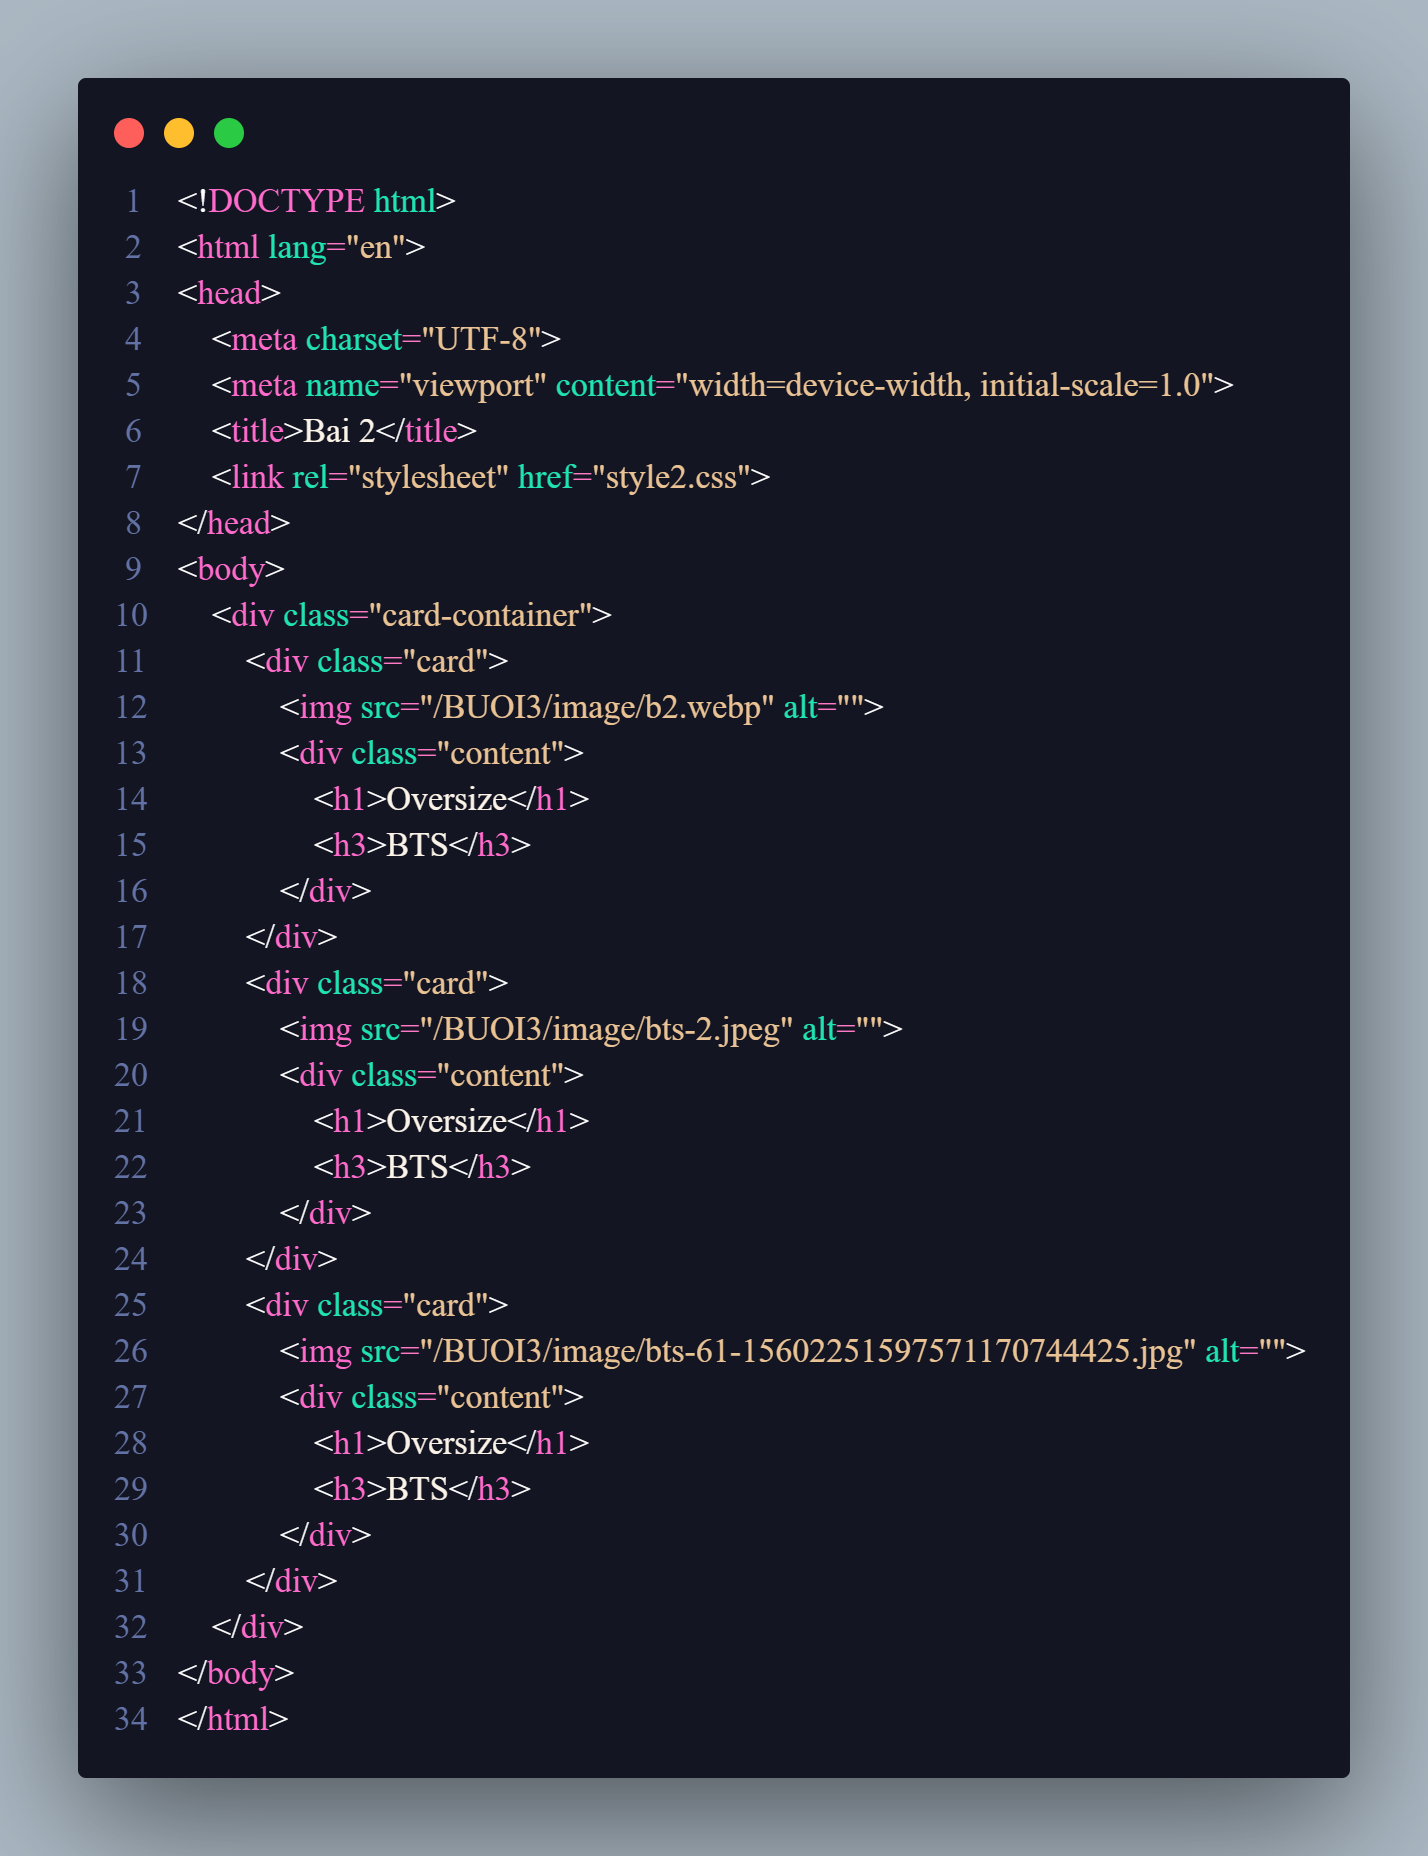 1 <!DOCTYPE html>
2 <html lang="en">
3 <head>
4     <meta charset="UTF-8">
5     <meta name="viewport" content="width=device-width, initial-scale=1.0">
6     <title>Bai 2</title>
7     <link rel="stylesheet" href="style2.css">
8 </head>
9 <body>
10     <div class="card-container">
11         <div class="card">
12             <img src="/BUOI3/image/b2.webp" alt="">
13             <div class="content">
14                 <h1>Oversize</h1>
15                 <h3>BTS</h3>
16             </div>
17         </div>
18         <div class="card">
19             <img src="/BUOI3/image/bts-2.jpeg" alt="">
20             <div class="content">
21                 <h1>Oversize</h1>
22                 <h3>BTS</h3>
23             </div>
24         </div>
25         <div class="card">
26             <img src="/BUOI3/image/bts-61-15602251597571170744425.jpg" alt="">
27             <div class="content">
28                 <h1>Oversize</h1>
29                 <h3>BTS</h3>
30             </div>
31         </div>
32     </div>
33 </body>
34 </html>